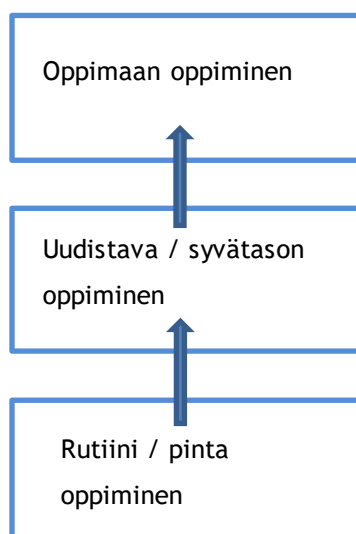 Oppimaan oppiminen
Uudistava / syvätason
oppiminen
Rutiini / pinta
oppiminen